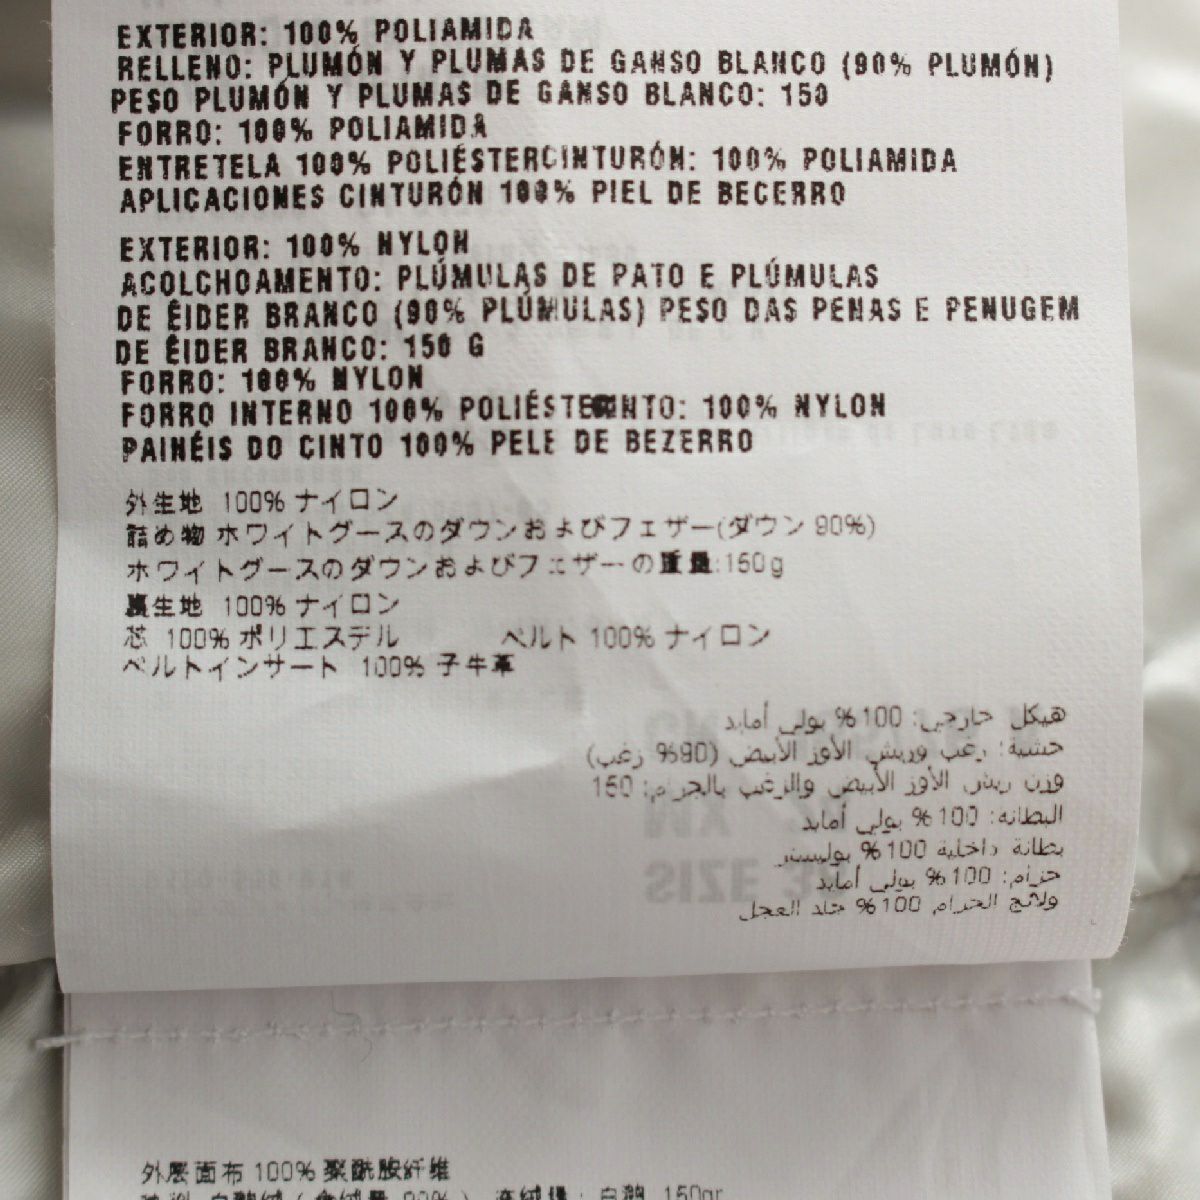 EXTERIOR: 100% POLIAMIDA
RELLENO: PLUMÓN Y PLUMAS DE GANSO BLANCO (90% PLUMÓN)
PESO PLUMÓN Y PLUMAS DE GANSO BLANCO: 150
FORRO: 100% POLIAMIDA
ENTRETELA 100% POLIÉSTERCINTURÓN: 100% POLIAMIDA
APLICACIONES CINTURÓN 100% PIEL DE BECERRO
EXTERIOR: 100% NYLON
ACOLCHOAMENTO: PLÚMULAS DE PATO E PLÚMULAS
DE ÊIDER BRANCO (90% PLÚMULAS) PESO DAS PENAS E PENUGEM
DE ÊIDER BRANCO: 150 G
FORRO: 100% NYLON
FORRO INTERNO 100% 100% NYLON
PAINÉIS DO CINTO 100% PELE DE BEZERRO
外生地 100% ナイロン
詰め物 ホワイトグースのダウンおよびフェザー(ダウン 90%)
ホワイトグースのダウンおよびフェザーの重量:150g
裏生地 100% ナイロン
芯 100% ポリエステル ベルト 100% ナイロン
ベルトインサート 100% 子牛革
هيكل خارجي: 100% بولي أمايد
حشية: زغب وريش الأوز الأبيض (90% زغب)
وزن ريش الأوز الأبيض والزغب بالجرام: 150
البطانة: 100% بولي أمايد
بطانة داخلية 100% بوليستر
حزام: 100% بولي أمايد
ولائج الحزام 100% جلد العجل
SIZE
外层面布 100% 聚酰胺纤维
150gr